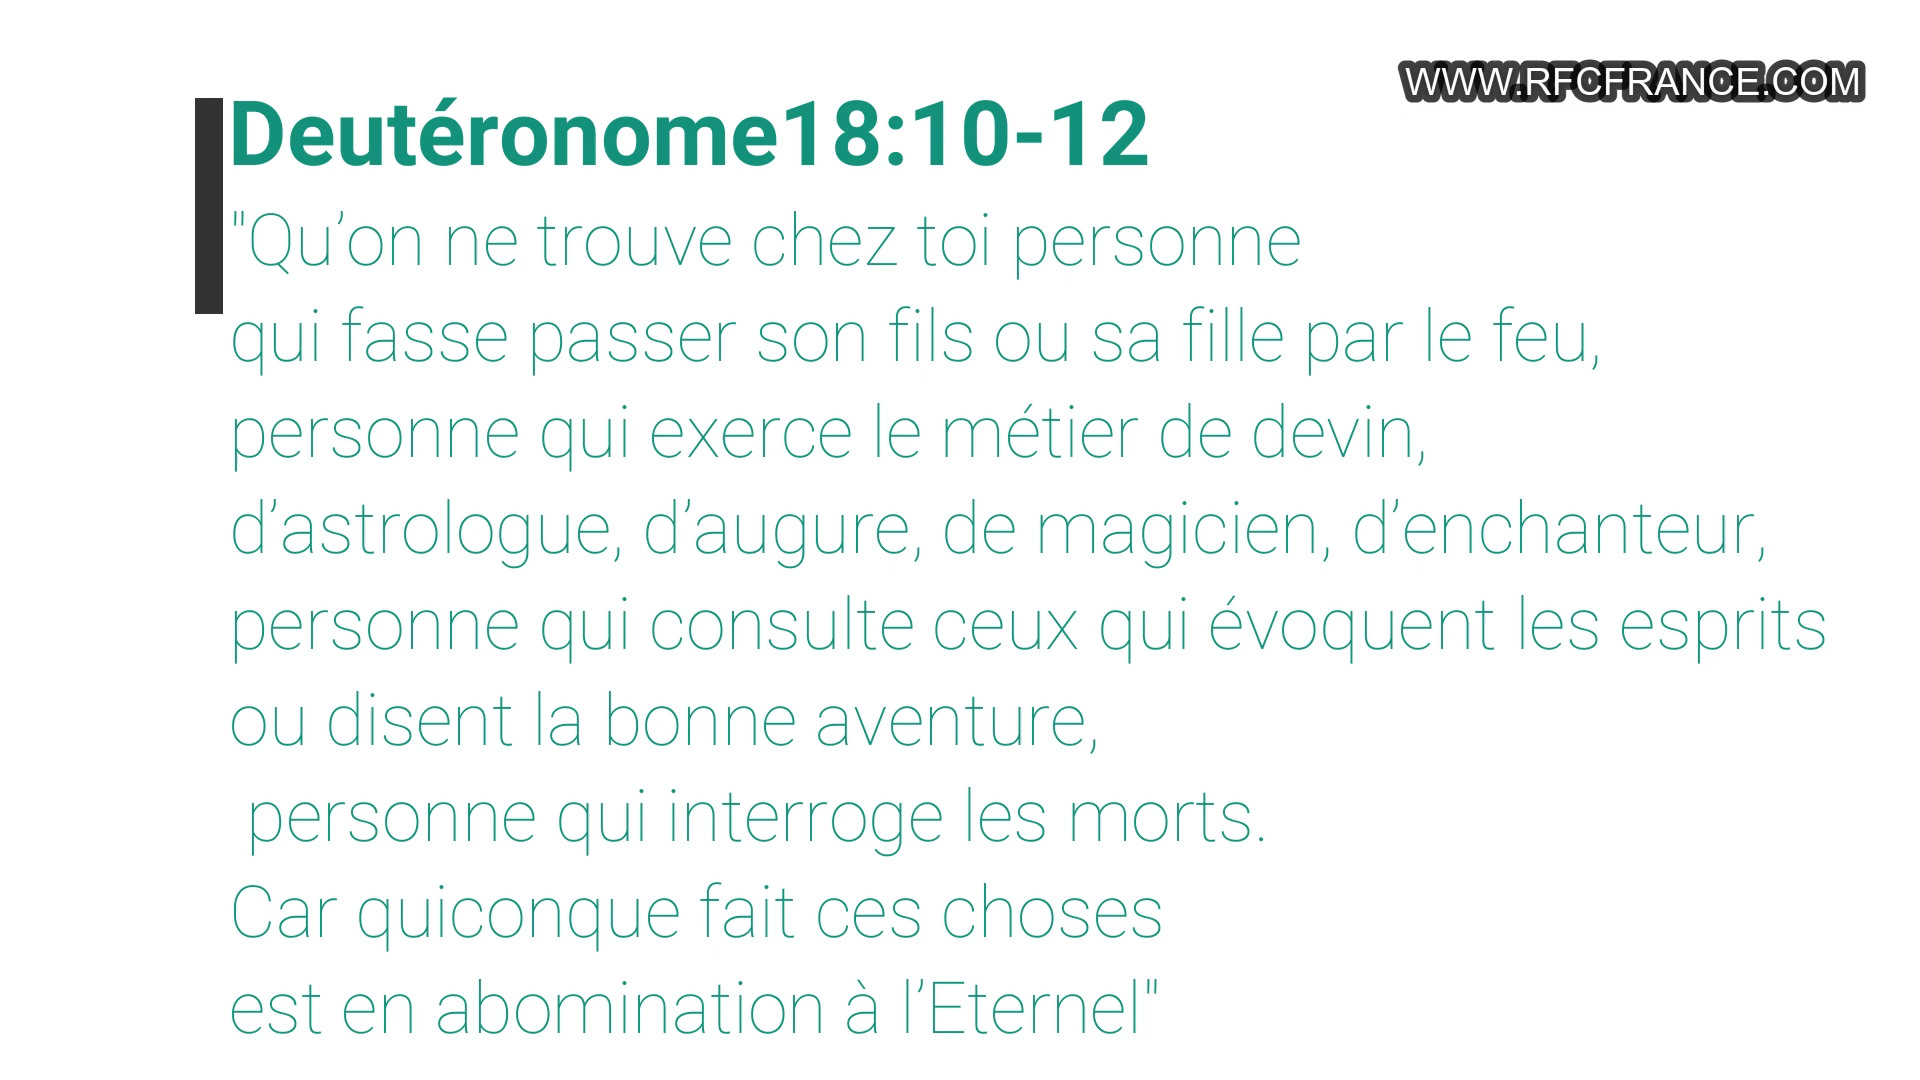 WWW.RFCFRANCE.COM
Deutéronome18:10-12
"Qu’on ne trouve chez toi personne
qui fasse passer son fils ou sa fille par le feu,
personne qui exerce le métier de devin,
d’astrologue, d’augure, de magicien, d’enchanteur,
personne qui consulte ceux qui évoquent les esprits
ou disent la bonne aventure,
personne qui interroge les morts.
Car quiconque fait ces choses
est en abomination à l’Eternel"